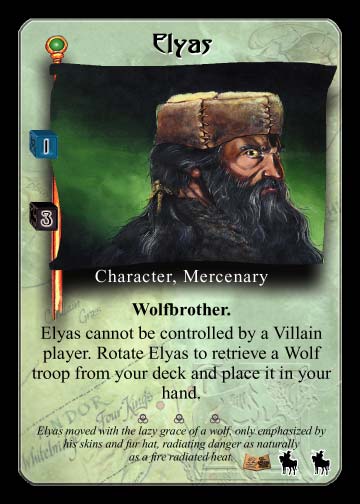 Elyas
1
3
Character, Mercenary
Wolfbrother.
Elyas cannot be controlled by a Villain
player. Rotate Elyas to retrieve a Wolf
troop from your deck and place it in your
hand.
Four Kings
Elyas moved with the lazy grace of a wolf, only emphasized by
his skins and fur hat, radiating danger as naturally
as a fire radiated heat.